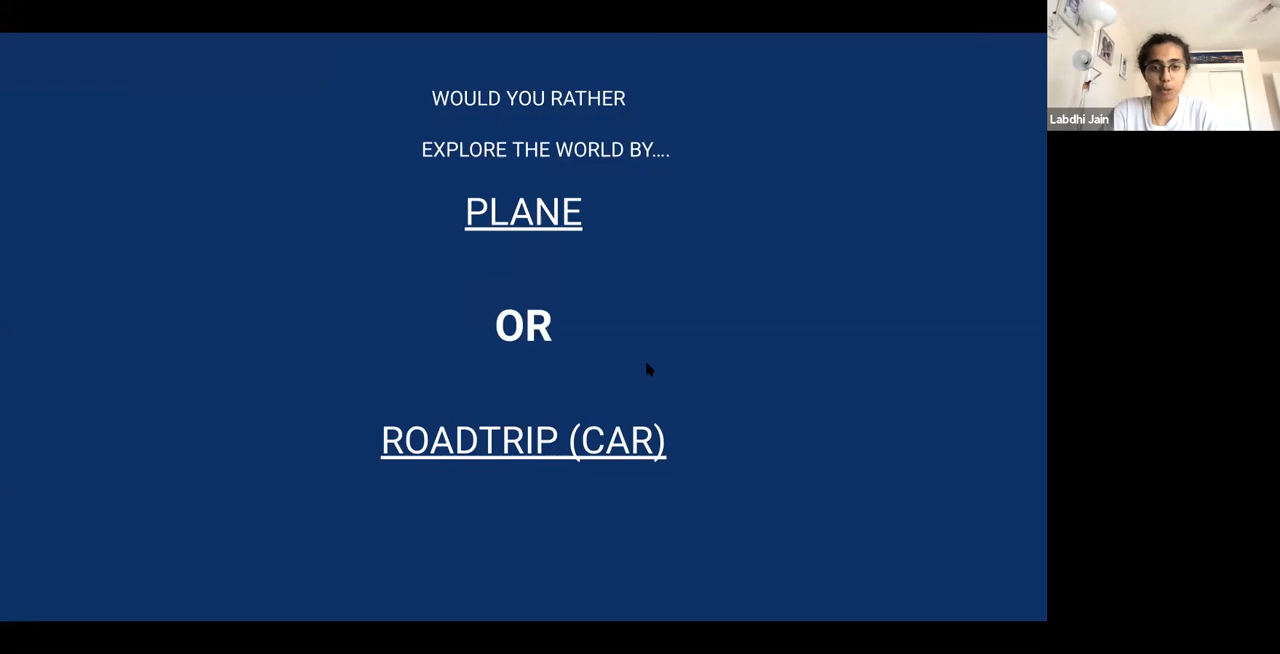 WOULD YOU RATHER
EXPLORE THE WORLD BY....
PLANE
OR
ROADTRIP (CAR)
Labdhi Jain